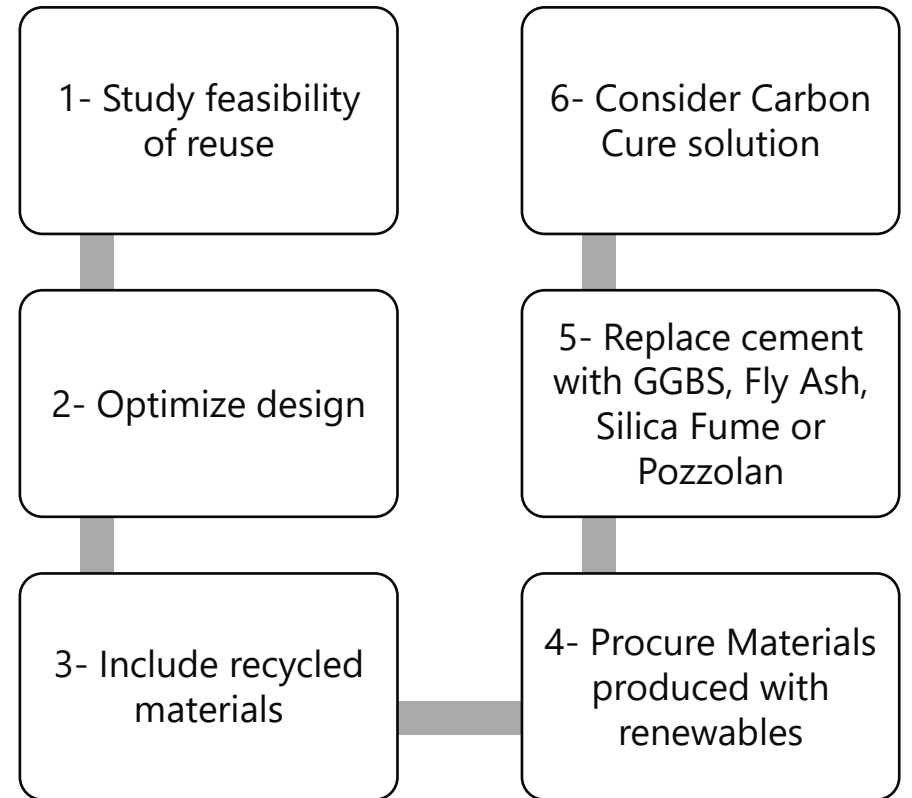 1- Study feasibility
of reuse
2- Optimize design
3- Include recycled
materials
4- Procure Materials
produced with
renewables
5- Replace cement
with GGBS, Fly Ash,
Silica Fume or
Pozzolan
6- Consider Carbon
Cure solution